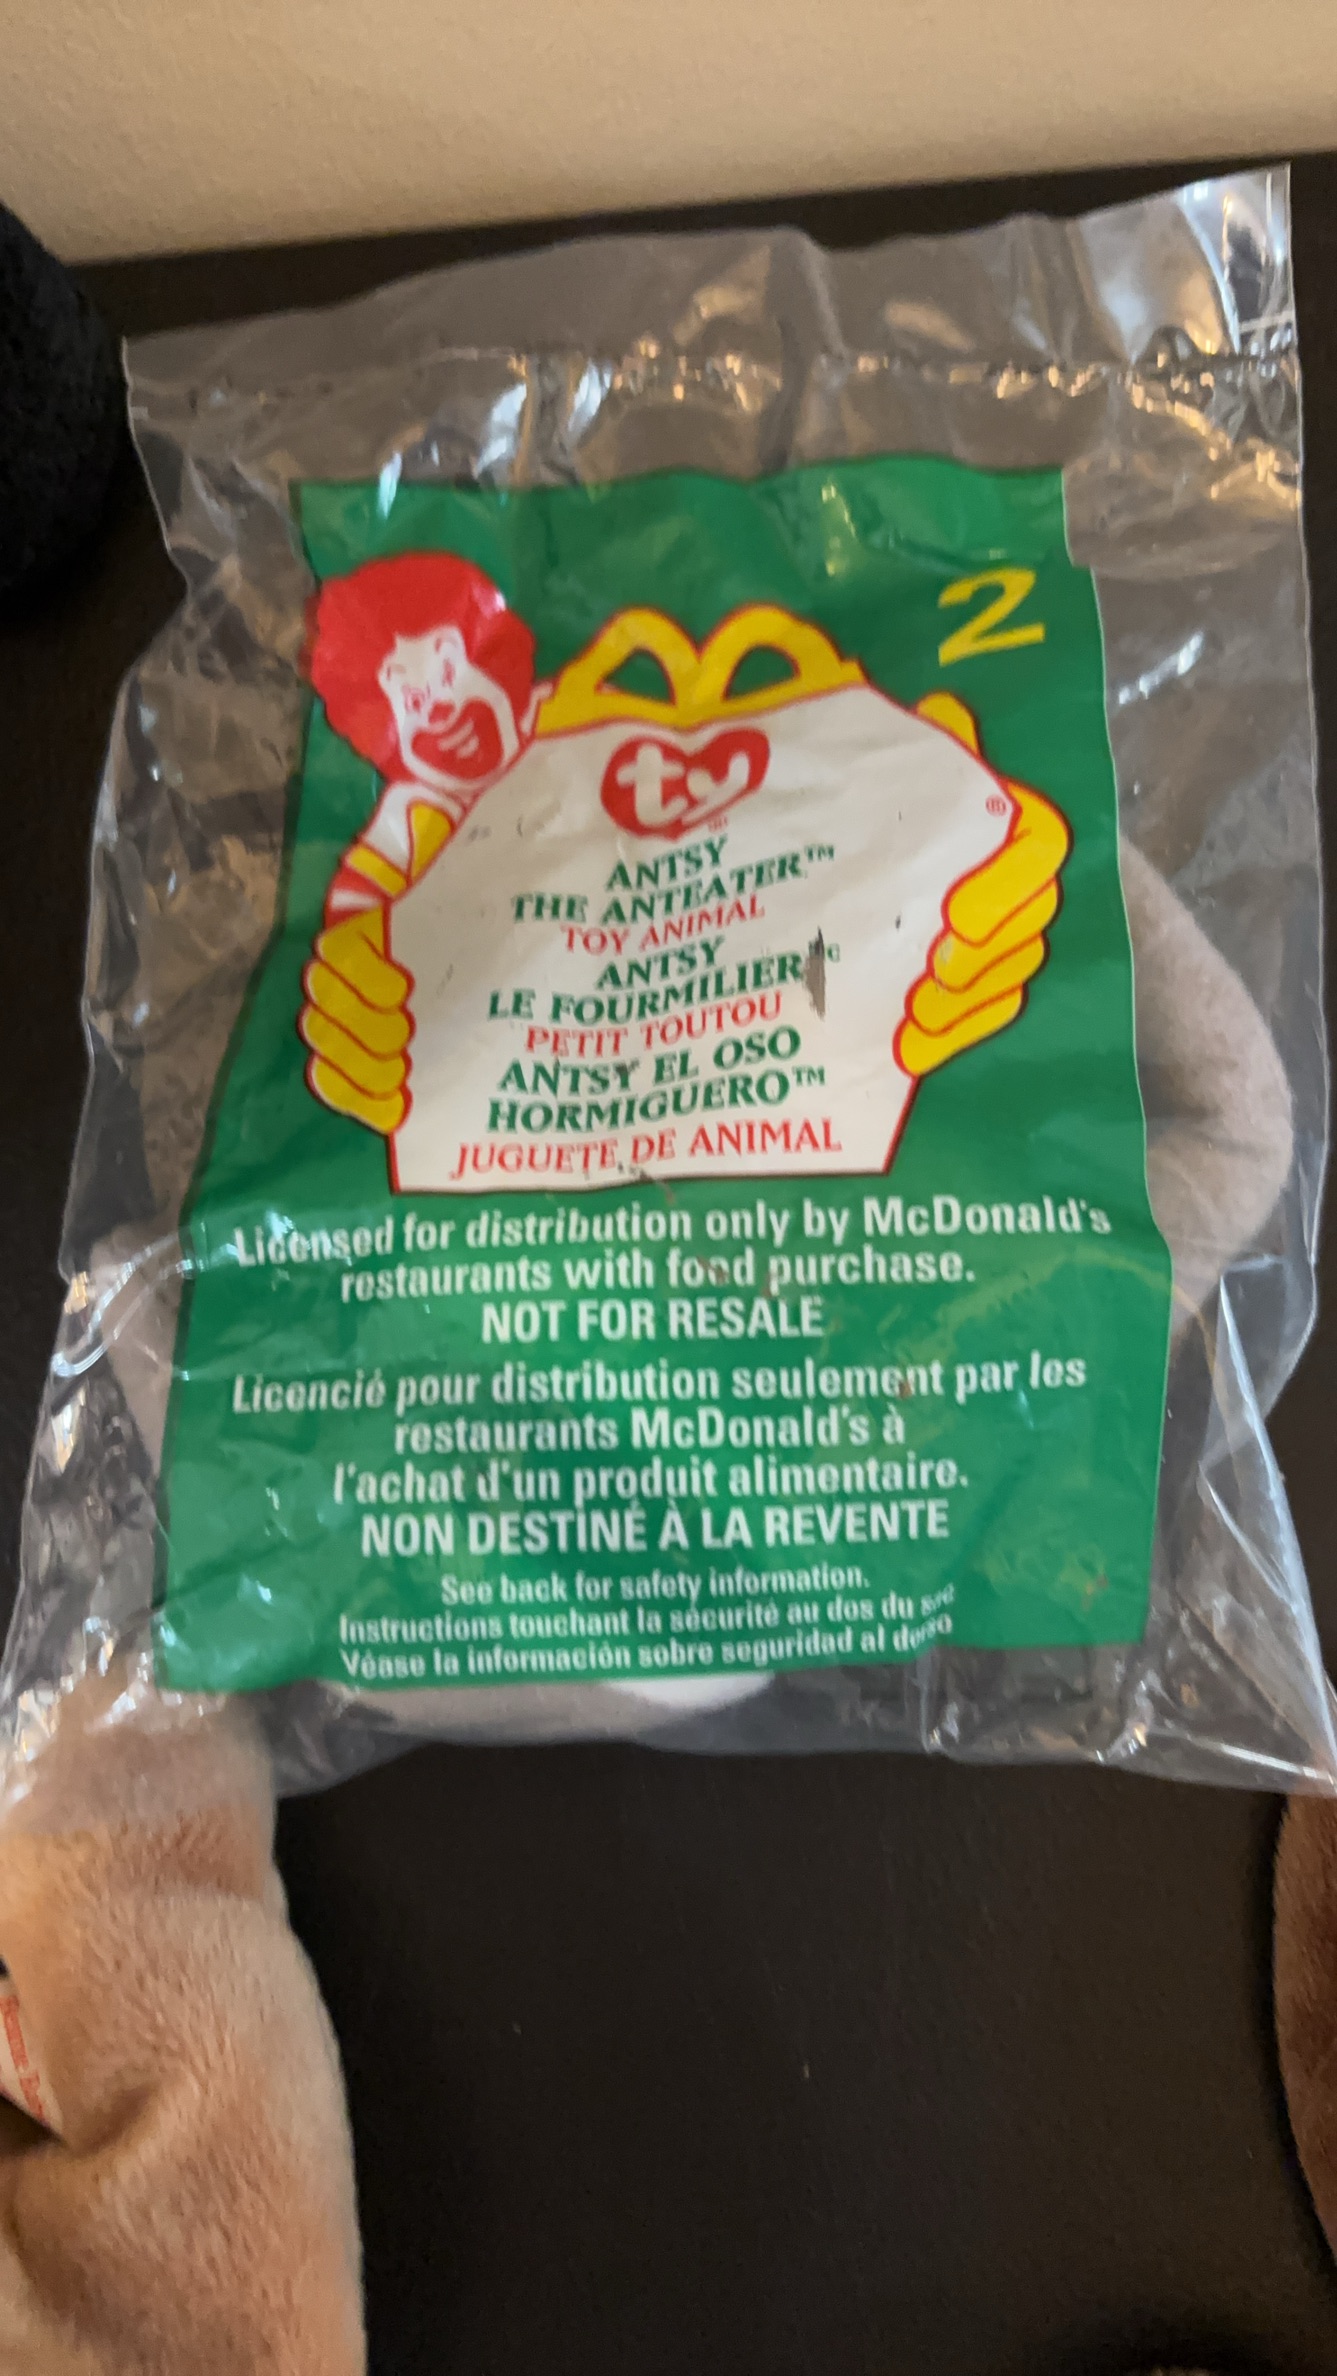 2
ty
®
®
ANTSY
THE ANTEATER™
TOY ANIMAL
ANTSY
LE FOURMILIER
PETIT TOUTOU
ANTSY EL OSO
HORMIGUERO™
JUGUETE DE ANIMAL
Licensed for distribution only by McDonald's
restaurants with food purchase.
NOT FOR RESALE
Licencié pour distribution seulement par les
restaurants McDonald's à
l'achat d'un produit alimentaire.
NON DESTINÉ À LA REVENTE
See back for safety information.
Instructions touchant la sécurité au dos du
Véase la información sobre seguridad al dorso